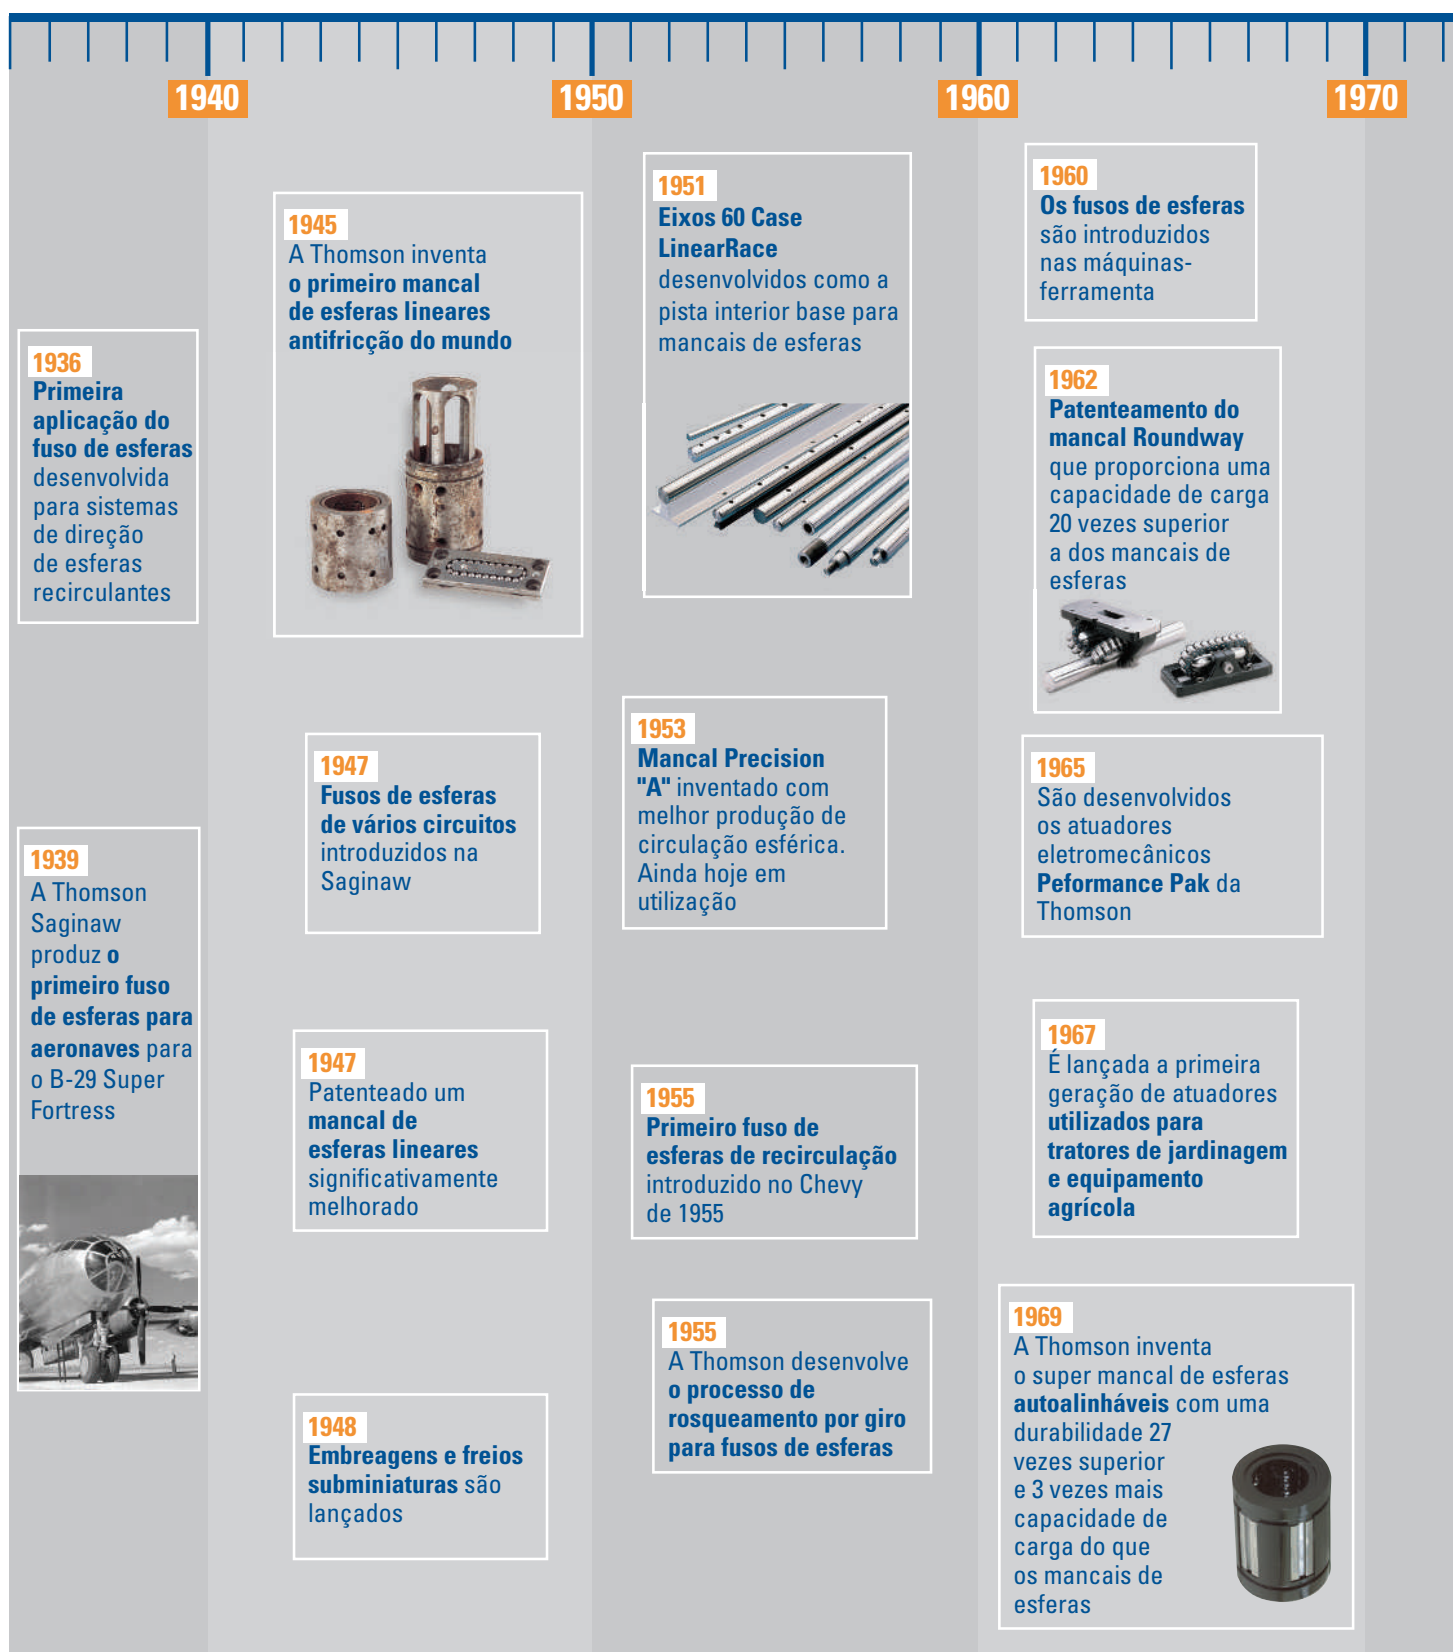 1940
1950
1960
1970
1936
Primeira
aplicação do
fuso de esferas
desenvolvida
para sistemas
de direção
de esferas
recirculantes
1939
A Thomson
Saginaw
produz o
primeiro fuso
de esferas para
aeronaves para
o B-29 Super
Fortress
1945
A Thomson inventa
o primeiro mancal
de esferas lineares
antifricção do mundo
1947
Fusos de esferas
de vários circuitos
introduzidos na
Saginaw
1947
Patenteado um
mancal de
esferas lineares
significativamente
melhorado
1948
Embreagens e freios
subminiaturas são
lançados
1951
Eixos 60 Case
LinearRace
desenvolvidos como a
pista interior base para
mancais de esferas
1953
Mancal Precision
"A" inventado com
melhor produção de
circulação esférica.
Ainda hoje em
utilização
1955
Primeiro fuso de
esferas de recirculação
introduzido no Chevy
de 1955
1955
A Thomson desenvolve
o processo de
rosqueamento por giro
para fusos de esferas
1960
Os fusos de esferas
são introduzidos
nas máquinas-
ferramenta
1962
Patenteamento do
mancal Roundway
que proporciona uma
capacidade de carga
20 vezes superior
a dos mancais de
esferas
1965
São desenvolvidos
os atuadores
eletromecânicos
Peformance Pak da
Thomson
1967
É lançada a primeira
geração de atuadores
utilizados para
tratores de jardinagem
e equipamento
agrícola
1969
A Thomson inventa
o super mancal de esferas
autoalinháveis com uma
durabilidade 27
vezes superior
e 3 vezes mais
capacidade de
carga do que
os mancais de
esferas